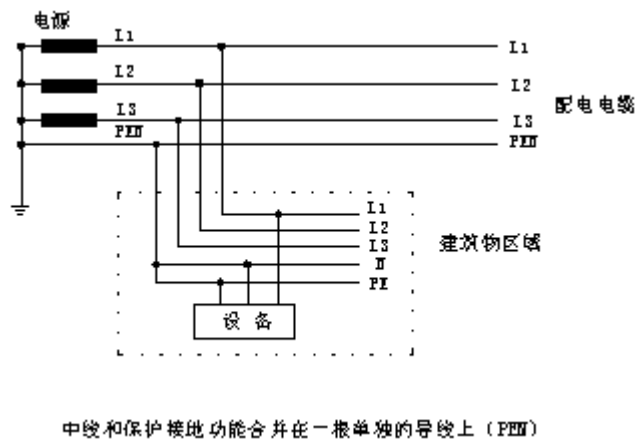 电源
L1
L1
L2
L2
配电电缆
L3
L3
PEN
PEN
L1
L2
建筑物区域
L3
N
PE
设备
中线和保护接地功能合并在一根单独的导线上（PEN）